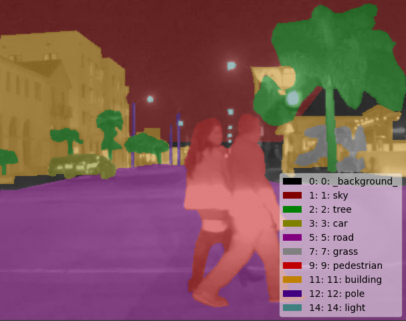 0: 0: _background_
1: 1: sky
2: 2: tree
3: 3: car
5: 5: road
7: 7: grass
9: 9: pedestrian
11: 11: building
12: 12: pole
14: 14: light